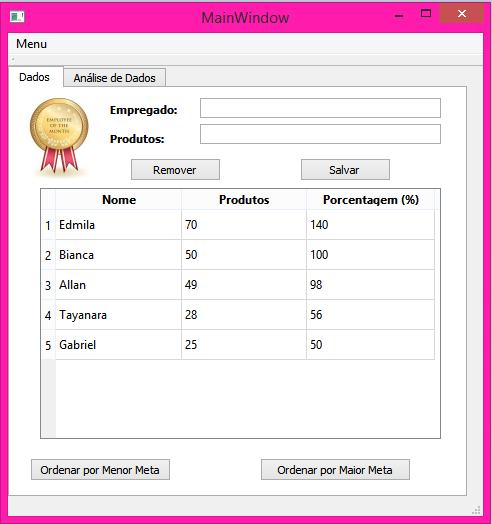 MainWindow
Menu
Dados Análise de Dados
EMPLOYEE
OF THE
MONTH
Empregado:
Produtos:
Remover Salvar
Nome Produtos Porcentagem (%)
1 Edmila 70 140
2 Bianca 50 100
3 Allan 49 98
4 Tayanara 28 56
5 Gabriel 25 50
Ordenar por Menor Meta Ordenar por Maior Meta